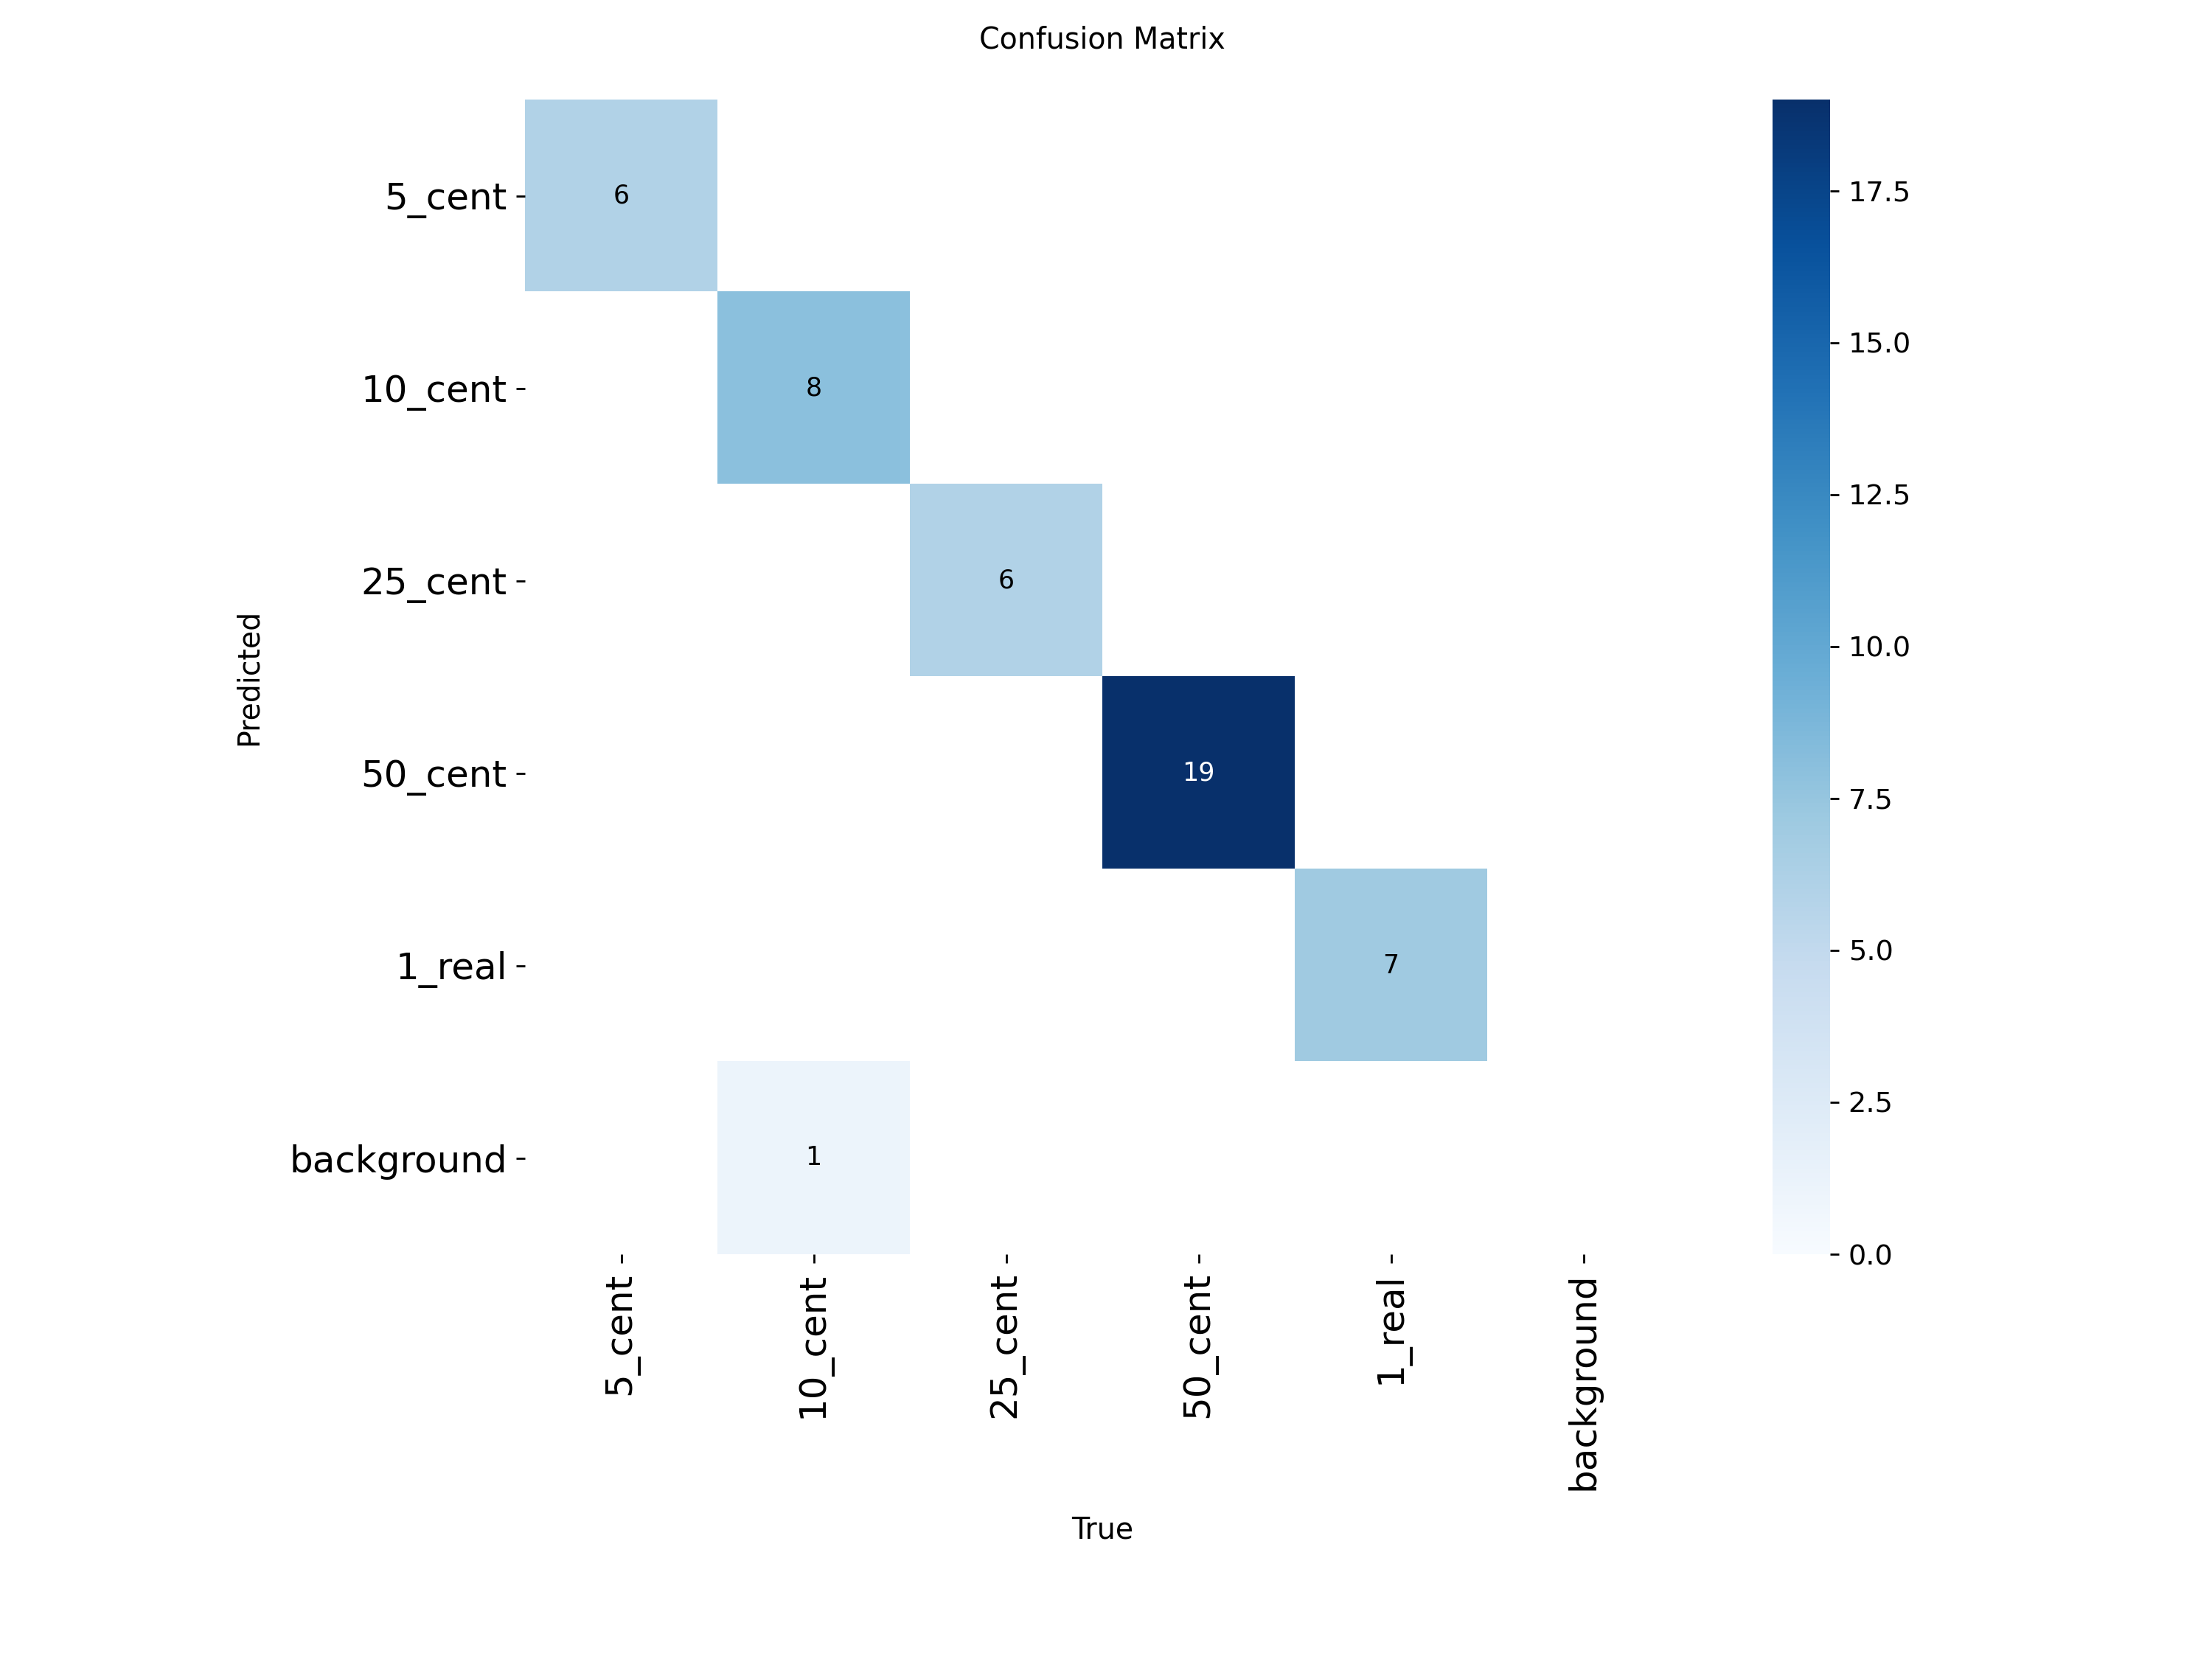 Confusion Matrix
5_cent
10_cent
25_cent
50_cent
1_real
background
Predicted
6
8
6
19
7
1
5_cent
10_cent
25_cent
50_cent
1_real
background
True
17.5
15.0
12.5
10.0
7.5
5.0
2.5
0.0